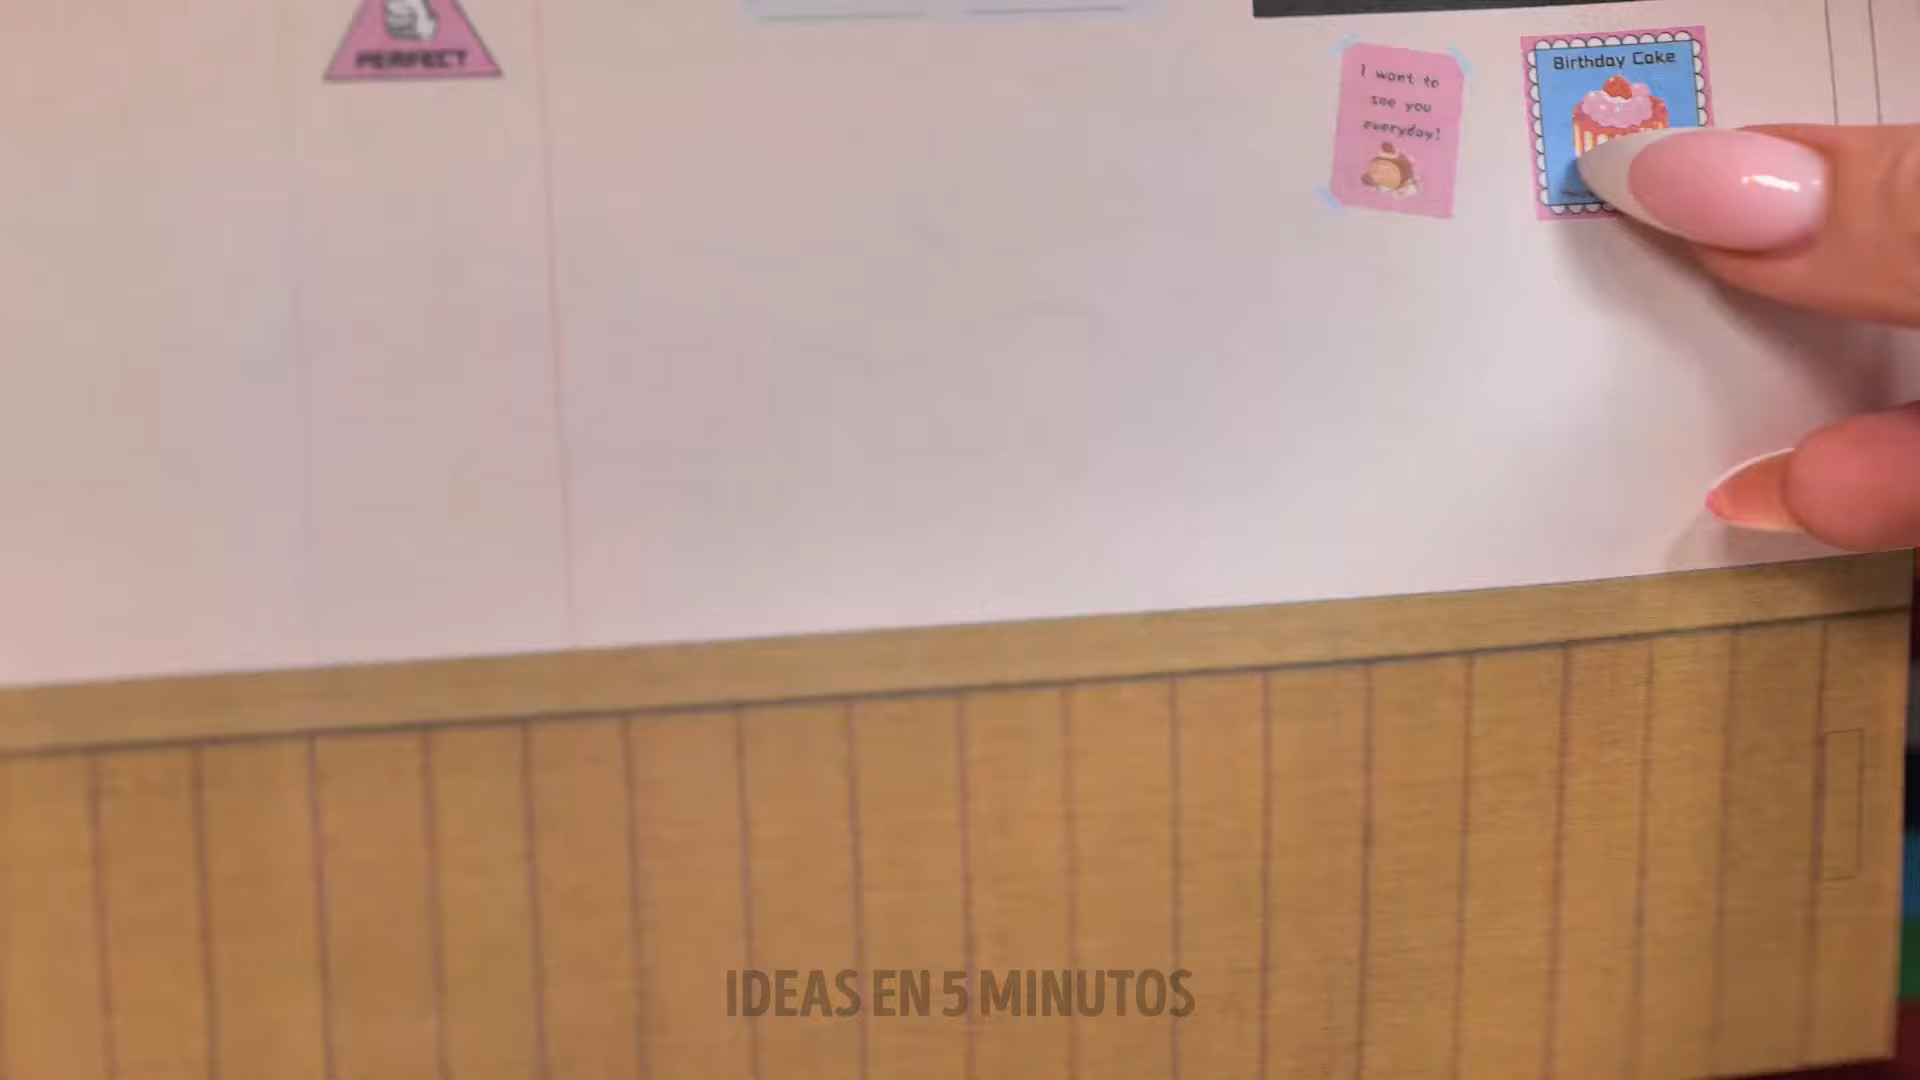 PERFECT
I want to
see you
everyday!
Birthday Cake
IDEAS EN 5 MINUTOS